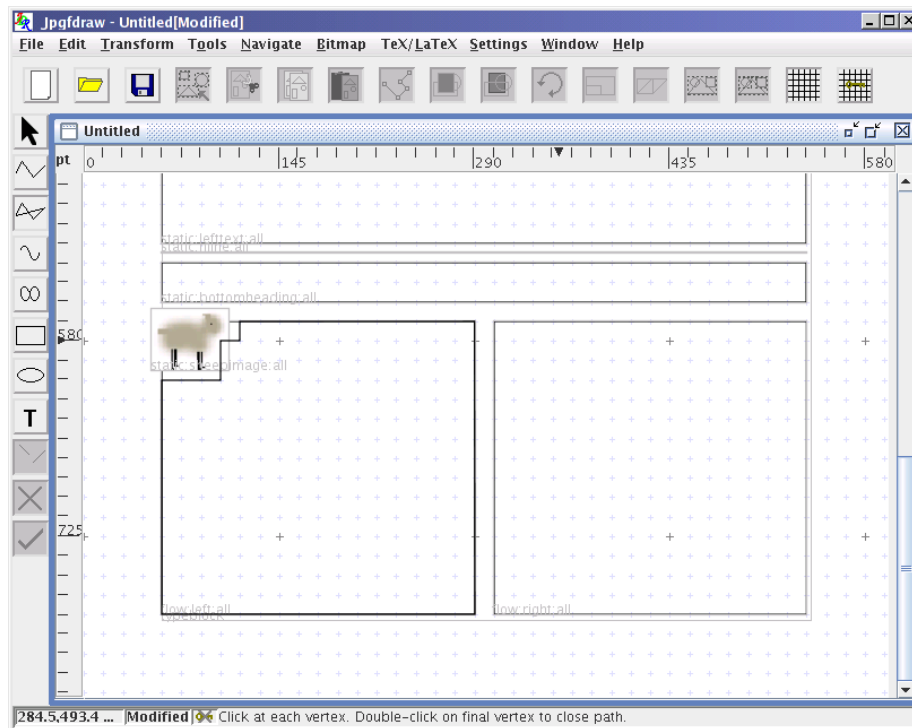 Jpgfdraw - Untitled[Modified]
File Edit Transform Tools Navigate Bitmap TeX/LaTeX Settings Window Help
Untitled
pt 0 145 290 435 580
static:lefttext:all
static:hline:all
static:bottomheading:all
580
static:sheepimage:all
T
725
flow:left:all flow:right:all
typeblock
284.5,493.4 ... Modified Click at each vertex. Double-click on final vertex to close path.